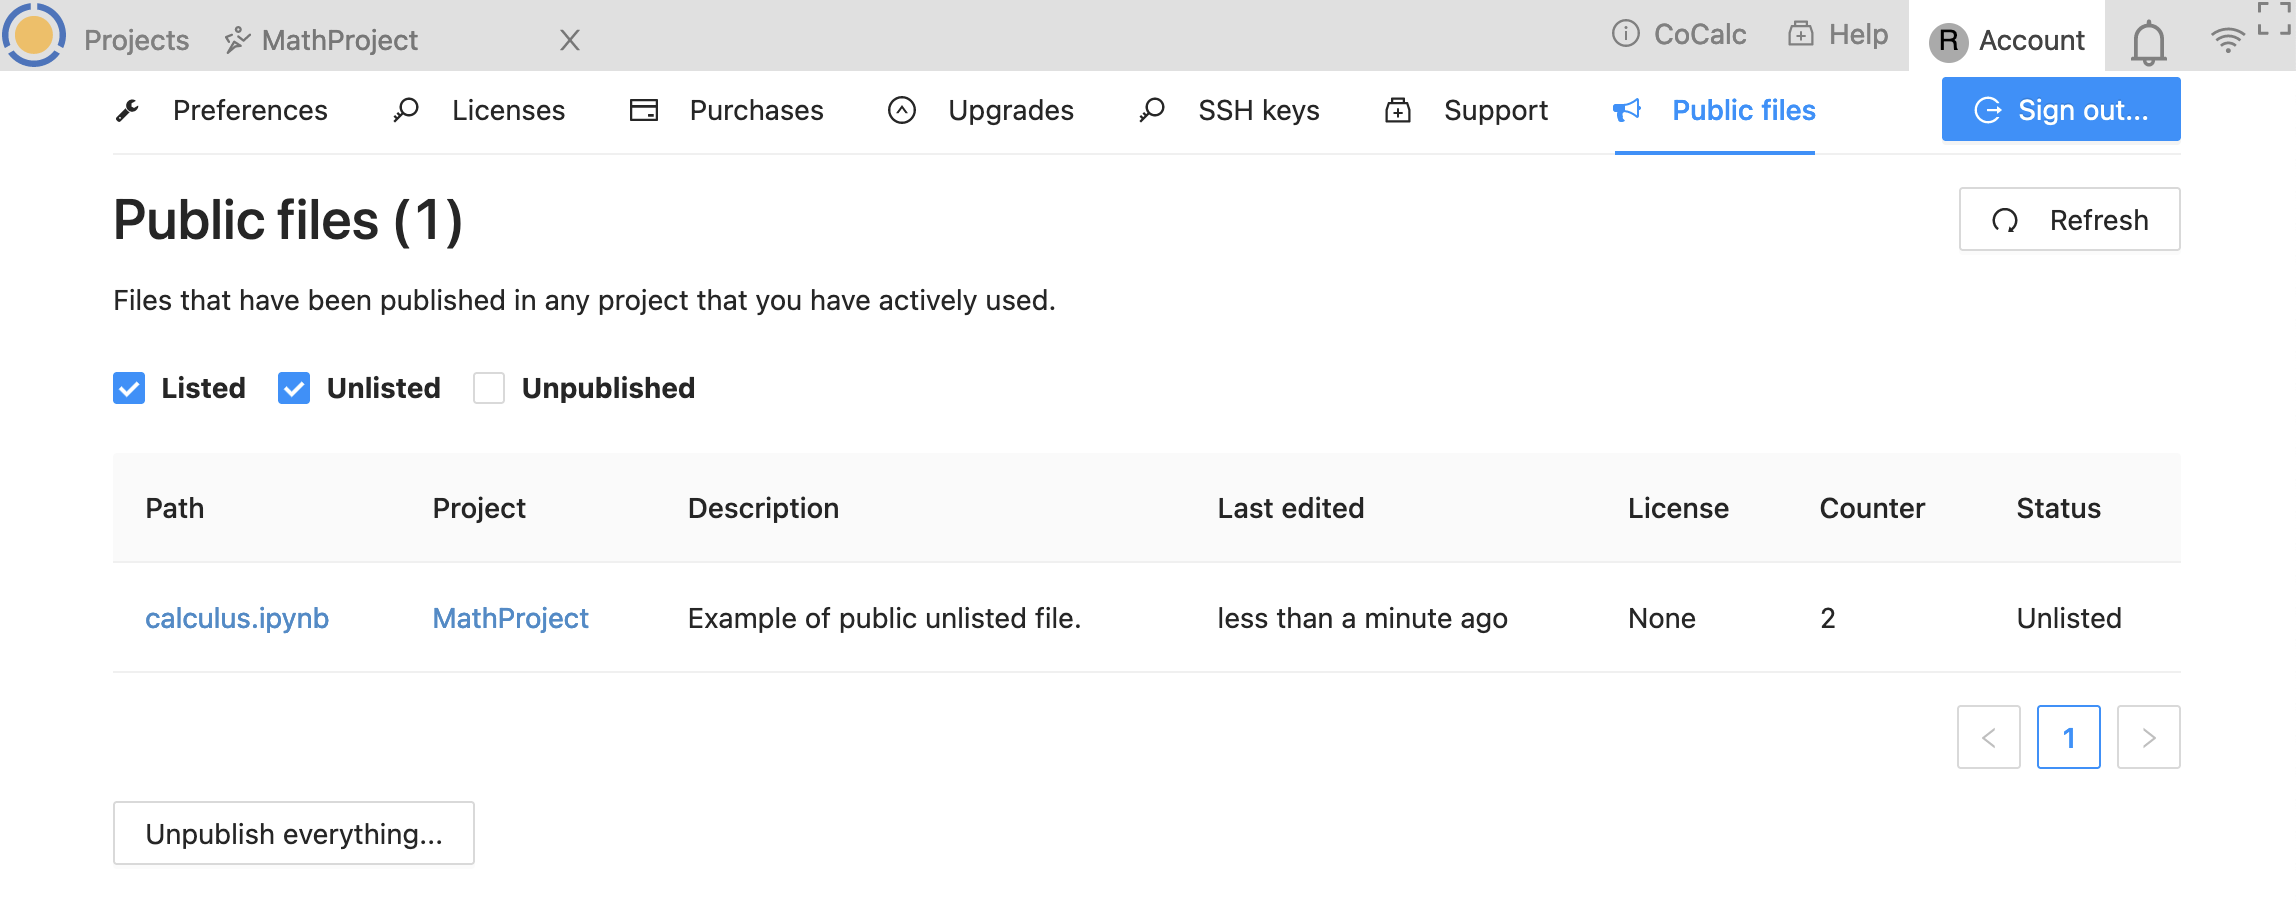 Projects MathProject CoCalc Help R Account
Preferences Licenses Purchases Upgrades SSH keys Support Public files Sign out...
Public files (1) Refresh
Files that have been published in any project that you have actively used.
Listed Unlisted Unpublished
Path Project Description Last edited License Counter Status
calculus.ipynb MathProject Example of public unlisted file. less than a minute ago None 2 Unlisted
1
Unpublish everything...